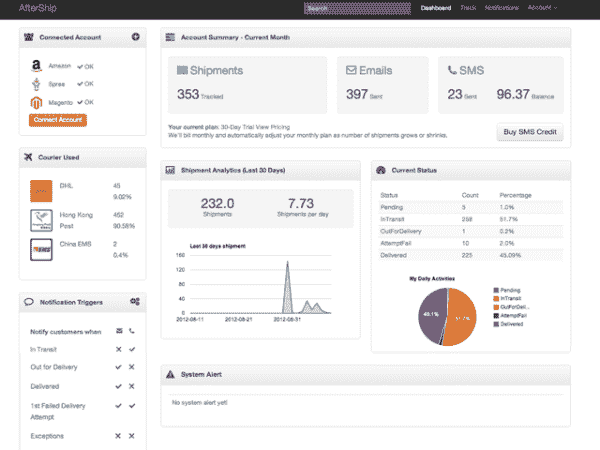 AfterShip
Search
Dashboard Track Notifications Account
Connected Account
Amazon OK
Spree OK
Magento OK
Connect Account
Courier Used
DHL 45
9.02%
Hong Kong 452
Post 90.58%
China EMS 2
0.4%
Notification Triggers
Notify customers when
In Transit
Out for Delivery
Delivered
1st Failed Delivery
Attempt
Exceptions
Account Summary - Current Month
Shipments
353 Tracked
Emails
397 Sent
SMS
23 Sent 96.37 Balance
Your current plan: 30-Day Trial View Pricing
We'll bill monthly and automatically adjust your monthly plan as number of shipments grows or shrinks.
Buy SMS Credit
Shipment Analytics (Last 30 Days)
232.0
Shipments
7.73
Shipments per day
Last 30 days shipment
160
120
80
40
0
2012-08-11 2012-08-21 2012-08-31
Current Status
Status Count Percentage
Pending 5 1.0%
InTransit 258 51.7%
OutForDelivery 1 0.2%
AttemptFail 10 2.0%
Delivered 225 45.09%
My Daily Activities
Pending
InTransit
OutForDeli...
AttemptFail
Delivered
System Alert
No system alert yet!